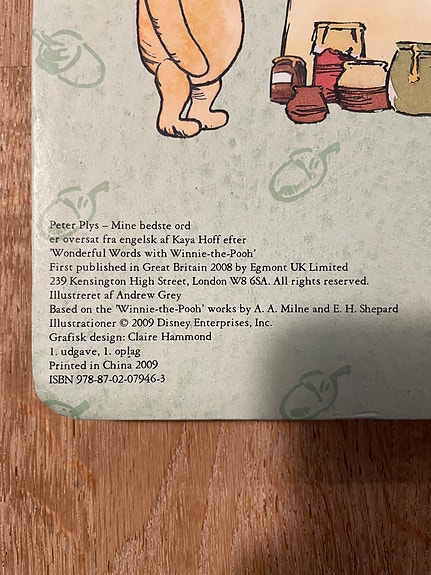 Peter Plys – Mine bedste ord
er oversat fra engelsk af Kaya Hoff efter
'Wonderful Words with Winnie-the-Pooh'
First published in Great Britain 2008 by Egmont UK Limited
239 Kensington High Street, London W8 6SA. All rights reserved.
Illustreret af Andrew Grey
Based on the 'Winnie-the-Pooh' works by A. A. Milne and E. H. Shepard
Illustrationer © 2009 Disney Enterprises, Inc.
Grafisk design: Claire Hammond
1. udgave, 1. oplag
Printed in China 2009
ISBN 978-87-02-07946-3